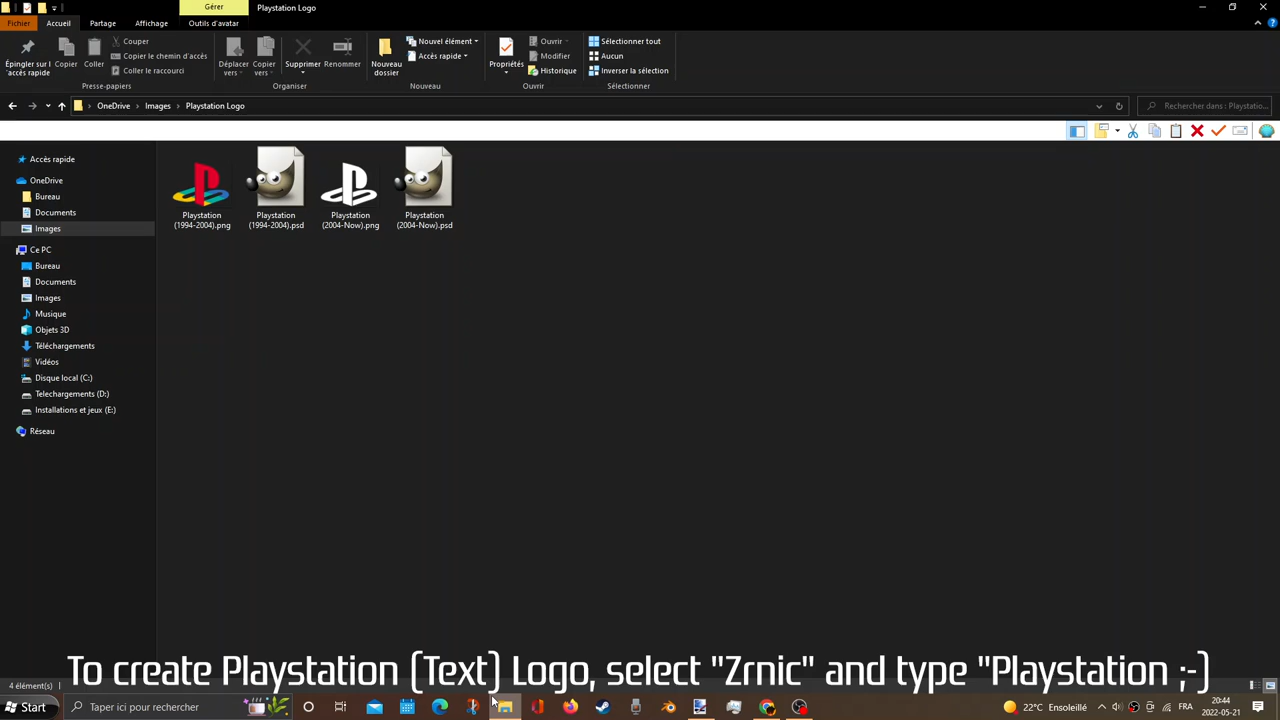 Gérer
Playstation Logo
Fichier
Accueil
Partage
Affichage
Outils d'avatar
Épingler sur l'accès rapide
Copier
Coller
Couper
Copier le chemin d'accès
Coller le raccourci
Presse-papiers
Déplacer vers
Copier vers
Supprimer
Renommer
Organiser
Nouveau dossier
Nouvel élément
Accès rapide
Nouveau
Propriétés
Ouvrir
Modifier
Historique
Ouvrir
Sélectionner tout
Aucun
Inverser la sélection
Sélectionner
OneDrive
Images
Playstation Logo
Rechercher dans : Playstatio...
Accès rapide
OneDrive
Bureau
Documents
Images
Ce PC
Bureau
Documents
Images
Musique
Objets 3D
Téléchargements
Vidéos
Disque local (C:)
Telechargements (D:)
Installations et jeux (E:)
Réseau
Playstation (1994-2004).png
Playstation (1994-2004).psd
Playstation (2004-Now).png
Playstation (2004-Now).psd
To create Playstation (Text) Logo, select "Zrnic" and type "Playstation ;-)
4 élément(s)
Start
Taper ici pour rechercher
22°C Ensoleillé
FRA
20:44
2022-05-21